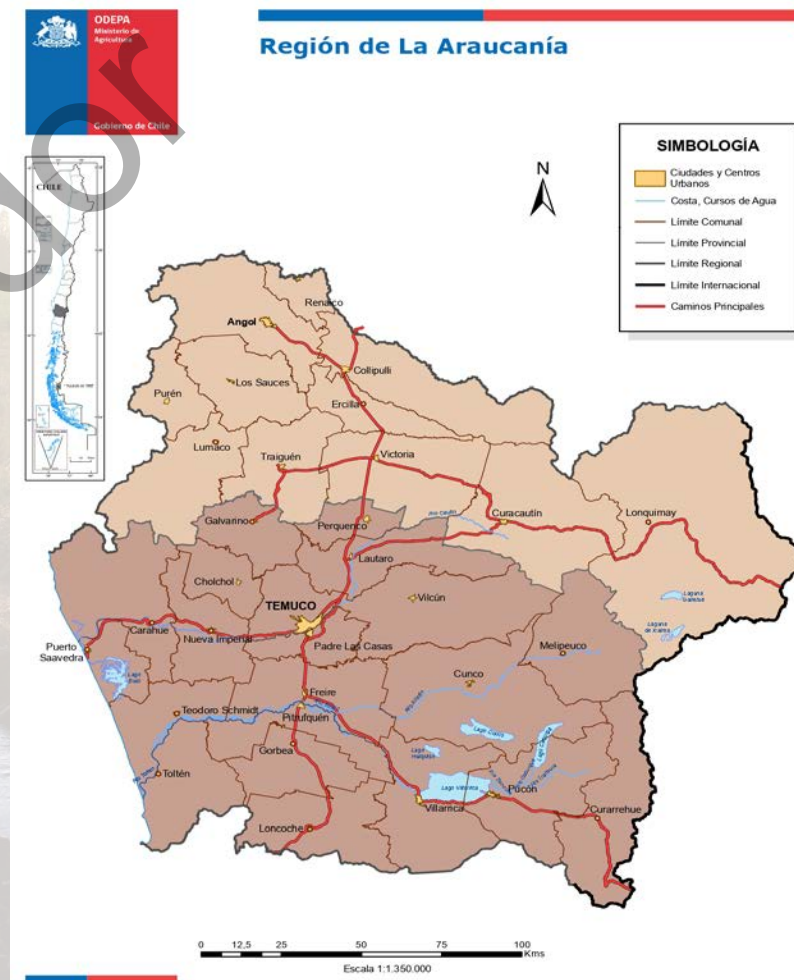 ODEPA
Ministerio de
Agricultura
Gobierno de Chile
Región de La Araucanía
dor
CHILE
N
SIMBOLOGÍA
Ciudades y Centros
Urbanos
Costa, Cursos de Agua
Límite Comunal
Límite Provincial
Límite Regional
Límite Internacional
Caminos Principales
Renaico
Angol
Collipulli
Los Sauces
Purén
Ercilla
Lumaco
Traiguén
Victoria
Galvarino
Perquenco
Curacautín
Lonquimay
Lautaro
Cholchol
Vilcún
TEMUCO
Carahue
Nueva Imperial
Padre Las Casas
Puerto
Saavedra
Melipeuco
Cunco
Freire
Teodoro Schmidt
Pitrufquén
Gorbea
Toltén
Lago Villarrica
Pucón
Villarrica
Curarrehue
Loncoche
0 12,5 25 50 75 100
Kms
Escala 1:1.350.000